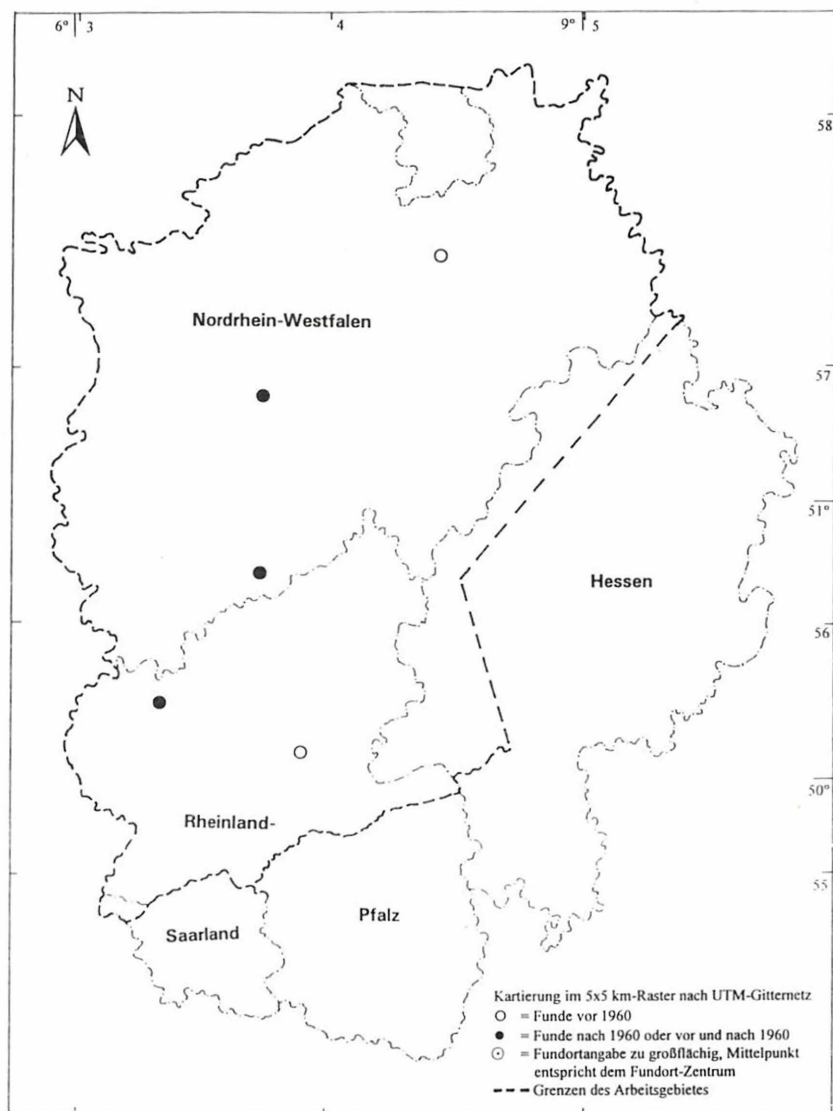 6° 3 4 9° 5
N
58
Nordrhein-Westfalen
57
51°
Hessen
56
50°
Rheinland-
55
Pfalz
Saarland
Kartierung im 5x5 km-Raster nach UTM-Gitternetz
= Funde vor 1960
= Funde nach 1960 oder vor und nach 1960
= Fundortangabe zu großflächig, Mittelpunkt
entspricht dem Fundort-Zentrum
= Grenzen des Arbeitsgebietes